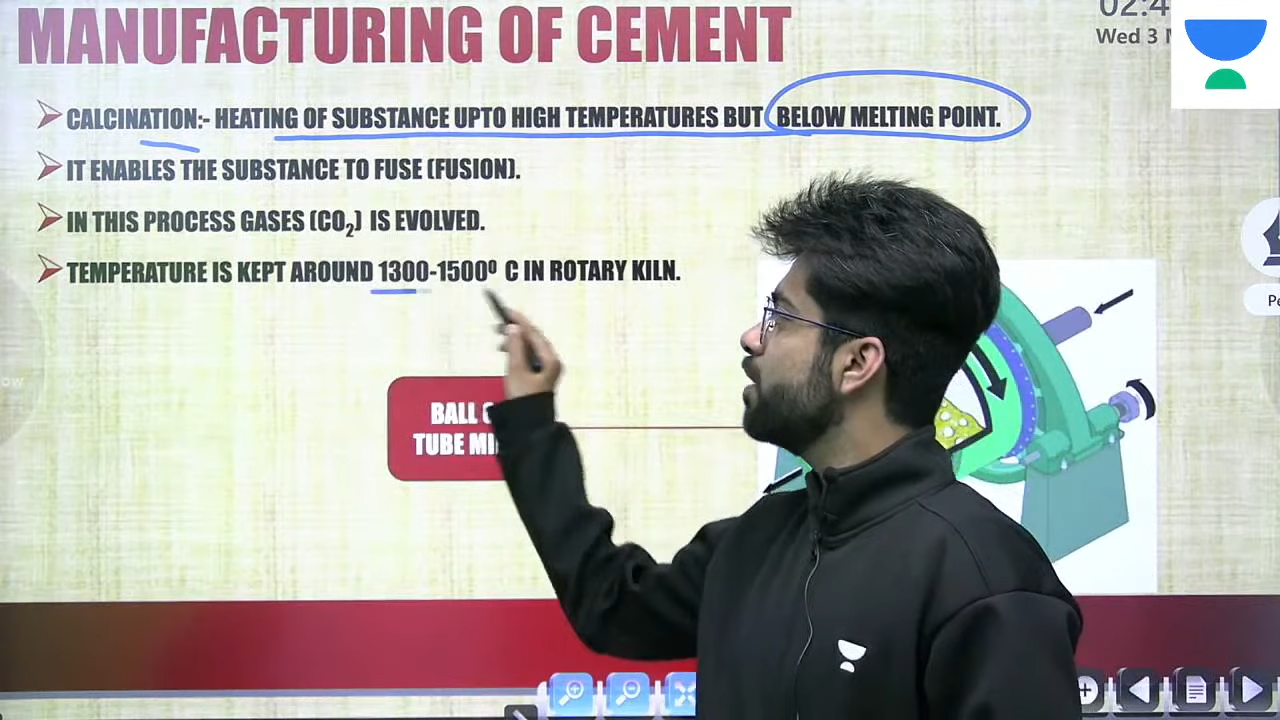 MANUFACTURING OF CEMENT
02:4
Wed 3
CALCINATION:- HEATING OF SUBSTANCE UPTO HIGH TEMPERATURES BUT BELOW MELTING POINT.
IT ENABLES THE SUBSTANCE TO FUSE (FUSION).
IN THIS PROCESS GASES (CO₂) IS EVOLVED.
TEMPERATURE IS KEPT AROUND 1300-1500⁰ C IN ROTARY KILN.
BALL
TUBE